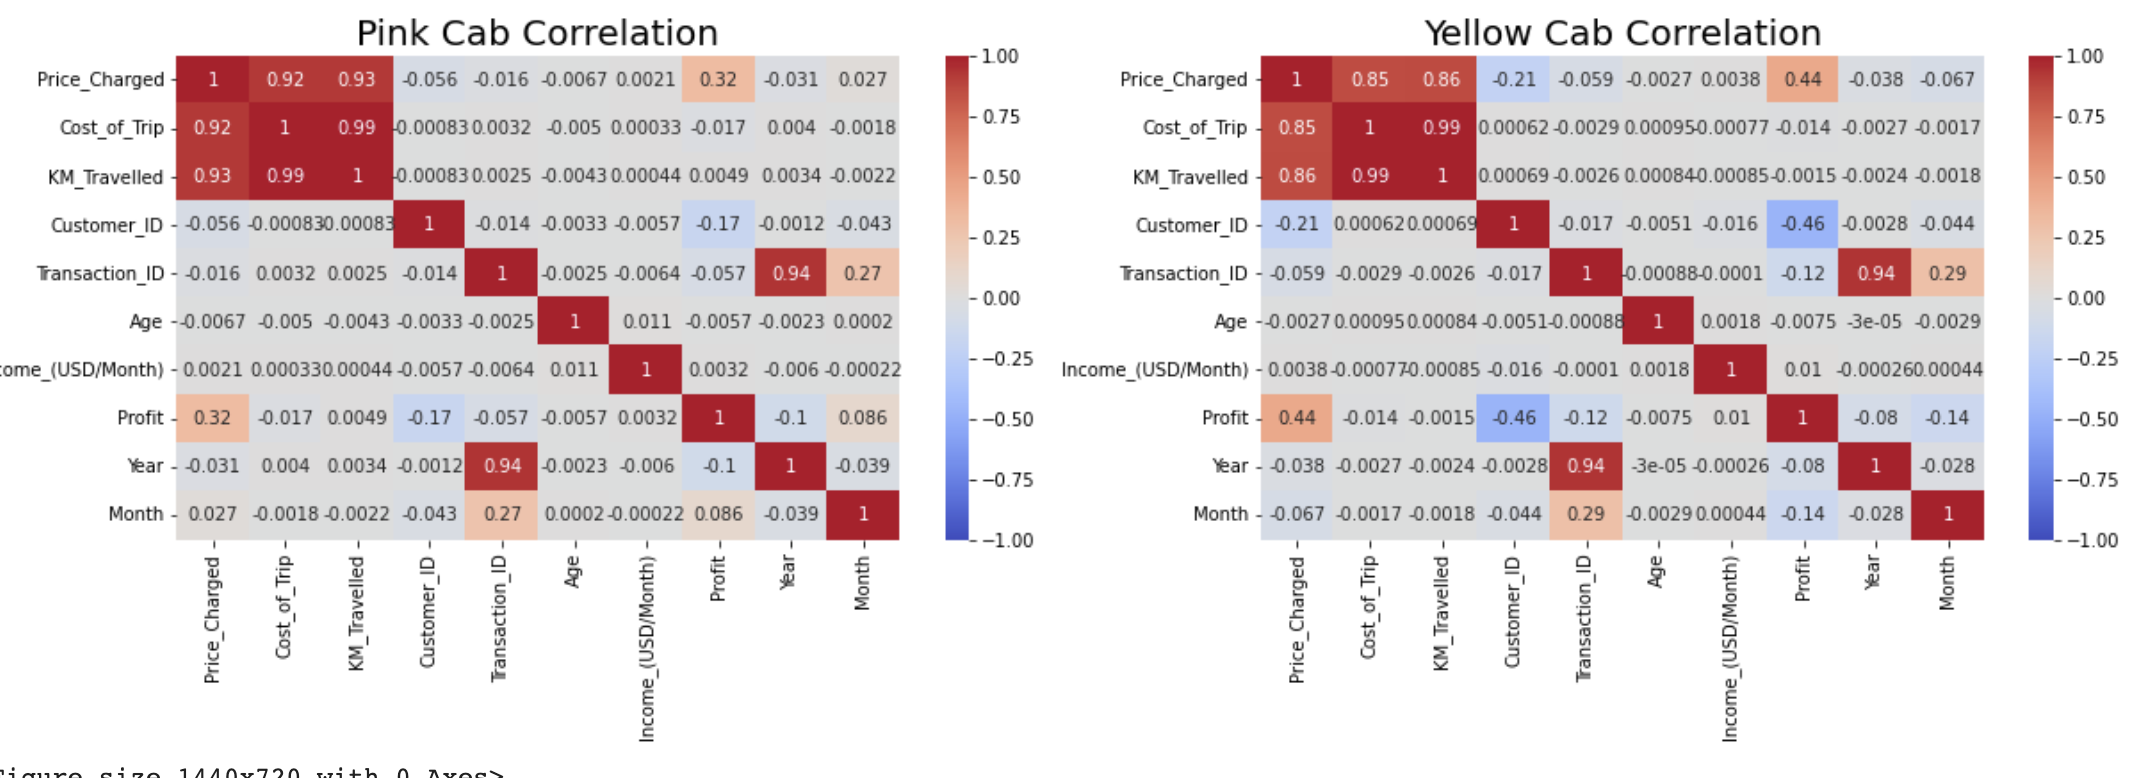 Pink Cab Correlation
Price_Charged 1 0.92 0.93 -0.056 -0.016 -0.0067 0.0021 0.32 -0.031 0.027
Cost_of_Trip 0.92 1 0.99 -0.00083 0.0032 -0.005 0.00033 -0.017 0.004 -0.0018
KM_Travelled 0.93 0.99 1 -0.00083 0.0025 -0.0043 0.00044 0.0049 0.0034 -0.0022
Customer_ID -0.056 -0.00083 -0.00083 1 -0.014 -0.0033 -0.0057 -0.17 -0.0012 -0.043
Transaction_ID -0.016 0.0032 0.0025 -0.014 1 -0.0025 -0.0064 -0.057 0.94 0.27
Age -0.0067 -0.005 -0.0043 -0.0033 -0.0025 1 0.011 -0.0057 -0.0023 0.0002
ome_(USD/Month) 0.0021 0.00033 0.00044 -0.0057 -0.0064 0.011 1 0.0032 -0.006 -0.00022
Profit 0.32 -0.017 0.0049 -0.17 -0.057 -0.0057 0.0032 1 -0.1 0.086
Year -0.031 0.004 0.0034 -0.0012 0.94 -0.0023 -0.006 -0.1 1 -0.039
Month 0.027 -0.0018 -0.0022 -0.043 0.27 0.0002 -0.00022 0.086 -0.039 1
Price_Charged Cost_of_Trip KM_Travelled Customer_ID Transaction_ID Age Income_(USD/Month) Profit Year Month
1.00
0.75
0.50
0.25
0.00
−0.25
−0.50
−0.75
−1.00
Yellow Cab Correlation
Price_Charged 1 0.85 0.86 -0.21 -0.059 -0.0027 0.0038 0.44 -0.038 -0.067
Cost_of_Trip 0.85 1 0.99 0.00062 -0.0029 0.00095 -0.00077 -0.014 -0.0027 -0.0017
KM_Travelled 0.86 0.99 1 0.00069 -0.0026 0.00084 -0.00085 -0.0015 -0.0024 -0.0018
Customer_ID -0.21 0.00062 0.00069 1 -0.017 -0.0051 -0.016 -0.46 -0.0028 -0.044
Transaction_ID -0.059 -0.0029 -0.0026 -0.017 1 -0.00088 -0.0001 -0.12 0.94 0.29
Age -0.0027 0.00095 0.00084 -0.0051 -0.00088 1 0.0018 -0.0075 -3e-05 -0.0029
Income_(USD/Month) 0.0038 -0.00077 -0.00085 -0.016 -0.0001 0.0018 1 0.01 -0.00026 0.00044
Profit 0.44 -0.014 -0.0015 -0.46 -0.12 -0.0075 0.01 1 -0.08 -0.14
Year -0.038 -0.0027 -0.0024 -0.0028 0.94 -3e-05 -0.00026 -0.08 1 -0.028
Month -0.067 -0.0017 -0.0018 -0.044 0.29 -0.0029 0.00044 -0.14 -0.028 1
Price_Charged Cost_of_Trip KM_Travelled Customer_ID Transaction_ID Age Income_(USD/Month) Profit Year Month
1.00
0.75
0.50
0.25
0.00
−0.25
−0.50
−0.75
−1.00
Figure size 1440x720 with 0 Axes>